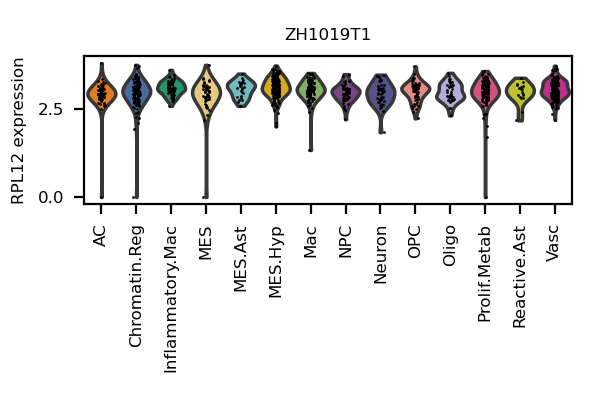 ZH1019T1
RPL12 expression
2.5
0.0
AC
Chromatin.Reg
Inflammatory.Mac
MES
MES.Ast
MES.Hyp
Mac
NPC
Neuron
OPC
Oligo
Prolif.Metab
Reactive.Ast
Vasc